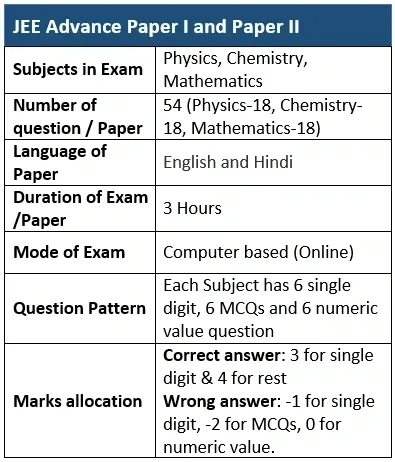 JEE Advance Paper I and Paper II
Subjects in Exam
Physics, Chemistry,
Mathematics
Number of
question / Paper
54 (Physics-18, Chemistry-
18, Mathematics-18)
Language of
Paper
English and Hindi
Duration of Exam
/Paper
3 Hours
Mode of Exam
Computer based (Online)
Question Pattern
Each Subject has 6 single
digit, 6 MCQs and 6 numeric
value question
Marks allocation
Correct answer: 3 for single
digit & 4 for rest
Wrong answer: -1 for single
digit, -2 for MCQs, 0 for
numeric value.